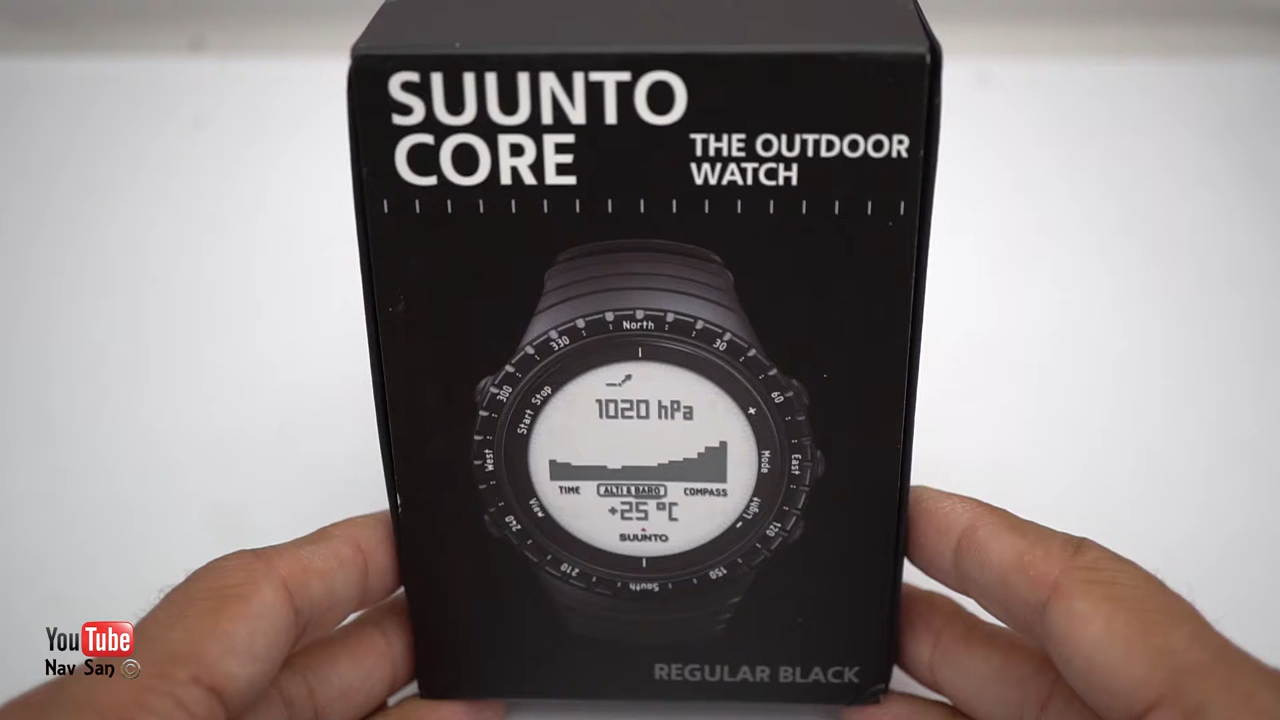 SUUNTO
CORE
THE OUTDOOR
WATCH
North
330
30
300
60
Start Stop
+
1020 hPa
West
Mode
East
TIME
ALTI & BARO
COMPASS
+25 °C
View
- Light
240
120
SUUNTO
210
150
South
REGULAR BLACK
YouTube
Nav San ©